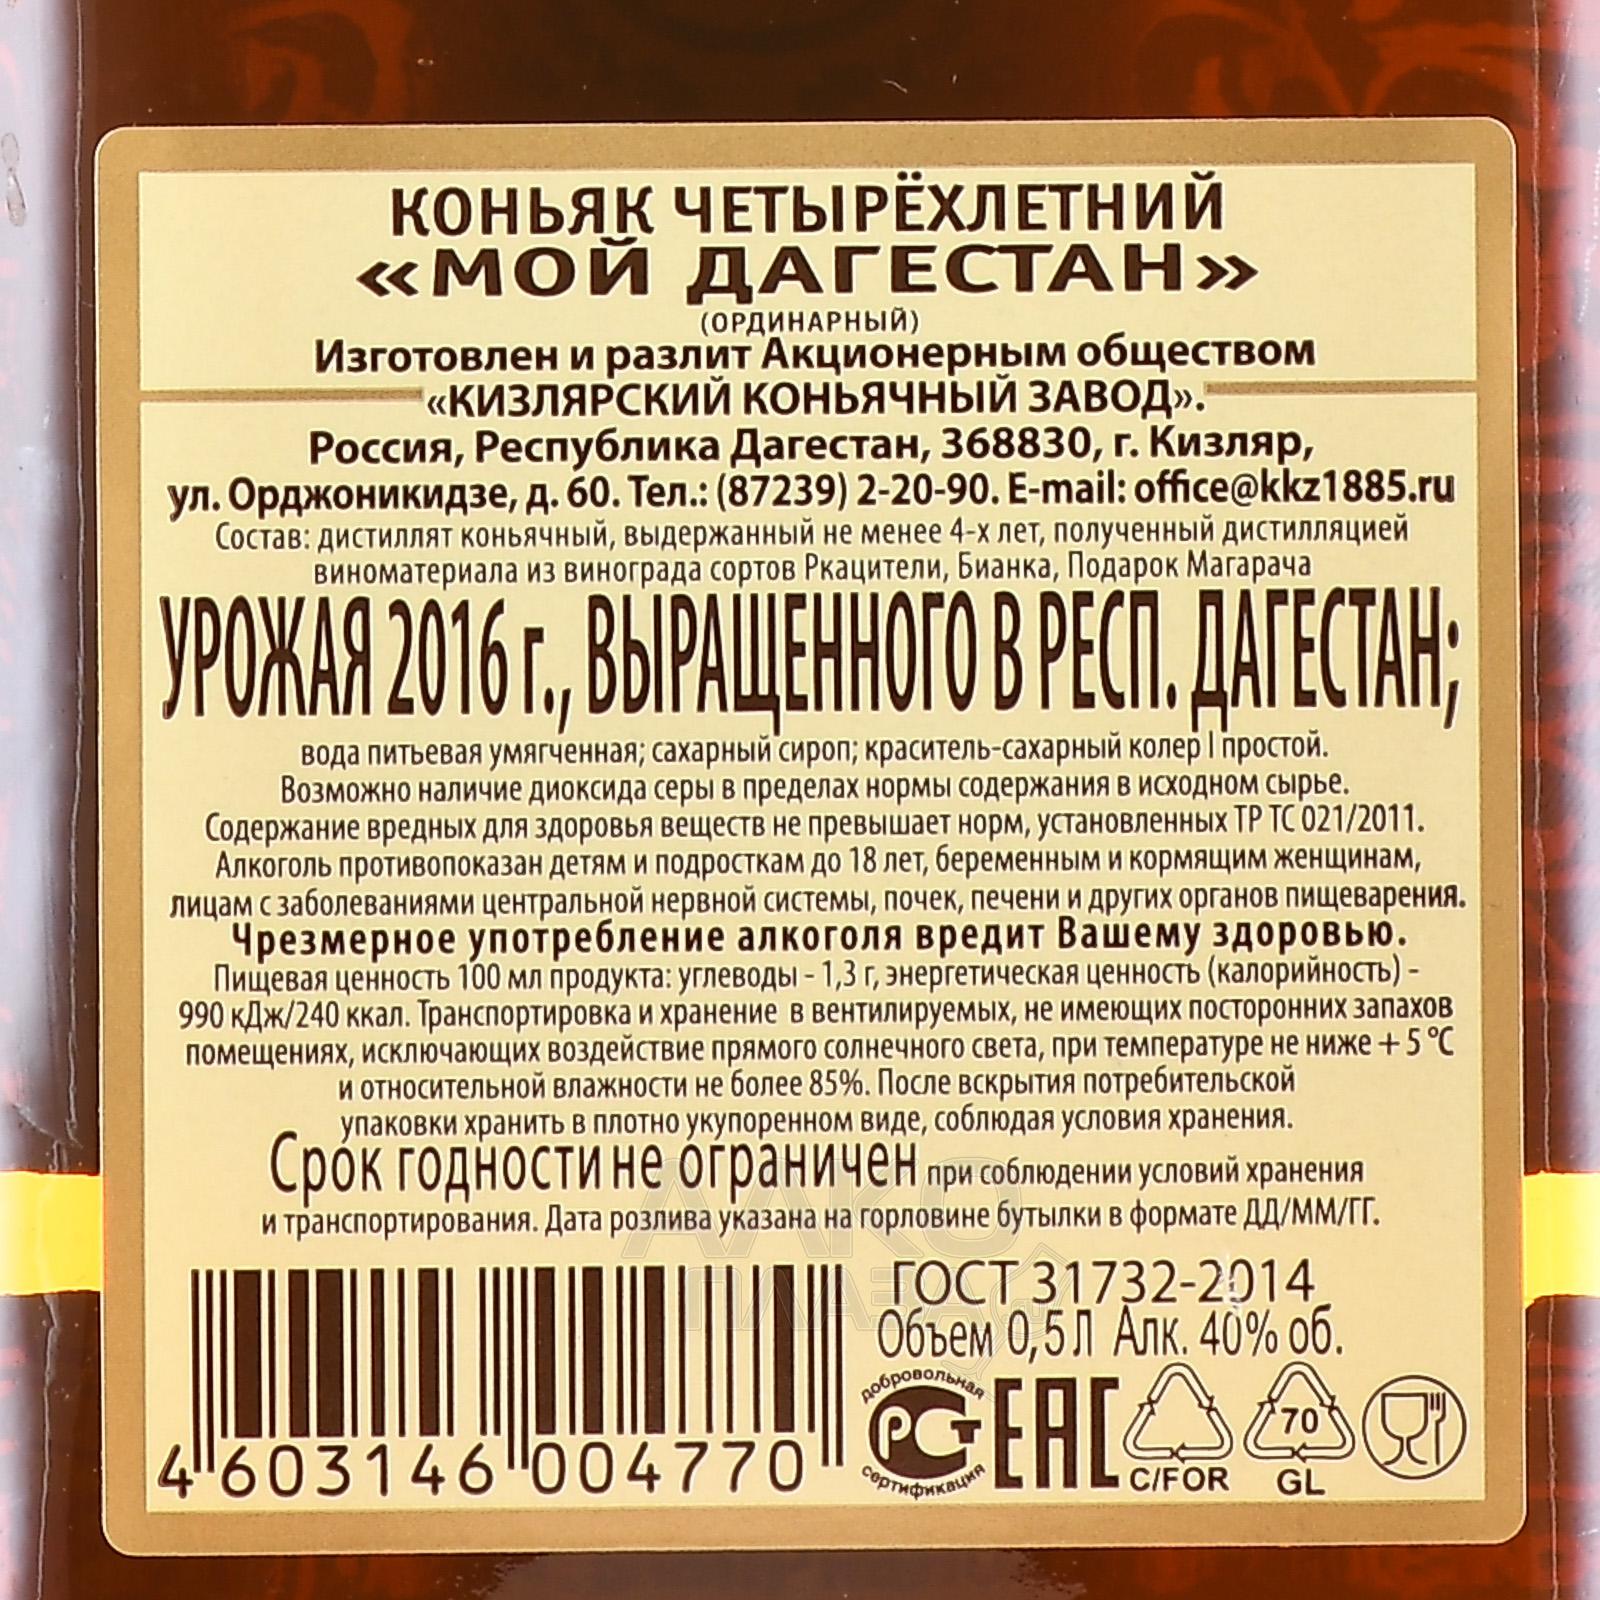 КОНЬЯК ЧЕТЫРЁХЛЕТНИЙ
«МОЙ ДАГЕСТАН»
(ОРДИНАРНЫЙ)
Изготовлен и разлит Акционерным обществом
«КИЗЛЯРСКИЙ КОНЬЯЧНЫЙ ЗАВОД».
Россия, Республика Дагестан, 368830, г. Кизляр,
ул. Орджоникидзе, д. 60. Тел.: (87239) 2-20-90. E-mail: office@kkz1885.ru
Состав: дистиллят коньячный, выдержанный не менее 4-х лет, полученный дистилляцией
виноматериала из винограда сортов Ркацители, Бианка, Подарок Магарача
УРОЖАЯ 2016 г., ВЫРАЩЕННОГО В РЕСП. ДАГЕСТАН;
вода питьевая умягченная; сахарный сироп; краситель-сахарный колер I простой.
Возможно наличие диоксида серы в пределах нормы содержания в исходном сырье.
Содержание вредных для здоровья веществ не превышает норм, установленных ТР ТС 021/2011.
Алкоголь противопоказан детям и подросткам до 18 лет, беременным и кормящим женщинам,
лицам с заболеваниями центральной нервной системы, почек, печени и других органов пищеварения.
Чрезмерное употребление алкоголя вредит Вашему здоровью.
Пищевая ценность 100 мл продукта: углеводы - 1,3 г, энергетическая ценность (калорийность) -
990 кДж/240 ккал. Транспортировка и хранение в вентилируемых, не имеющих посторонних запахов
помещениях, исключающих воздействие прямого солнечного света, при температуре не ниже + 5 °С
и относительной влажности не более 85%. После вскрытия потребительской
упаковки хранить в плотно укупоренном виде, соблюдая условия хранения.
Срок годности не ограничен при соблюдении условий хранения
и транспортирования. Дата розлива указана на горловине бутылки в формате ДД/ММ/ГГ.
АЛКО
ПЛАЗА
ГОСТ 31732-2014
Объем 0,5 Л Алк. 40% об.
добровольная
РСТ
сертификация
ЕАС
C/FOR
70
GL
4 603146 004770